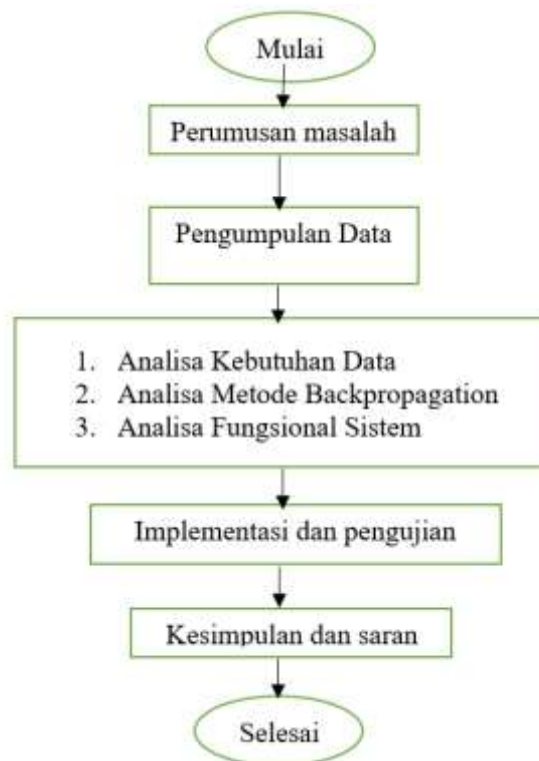 Mulai
Perumusan masalah
Pengumpulan Data
1. Analisa Kebutuhan Data
2. Analisa Metode Backpropagation
3. Analisa Fungsional Sistem
Implementasi dan pengujian
Kesimpulan dan saran
Selesai